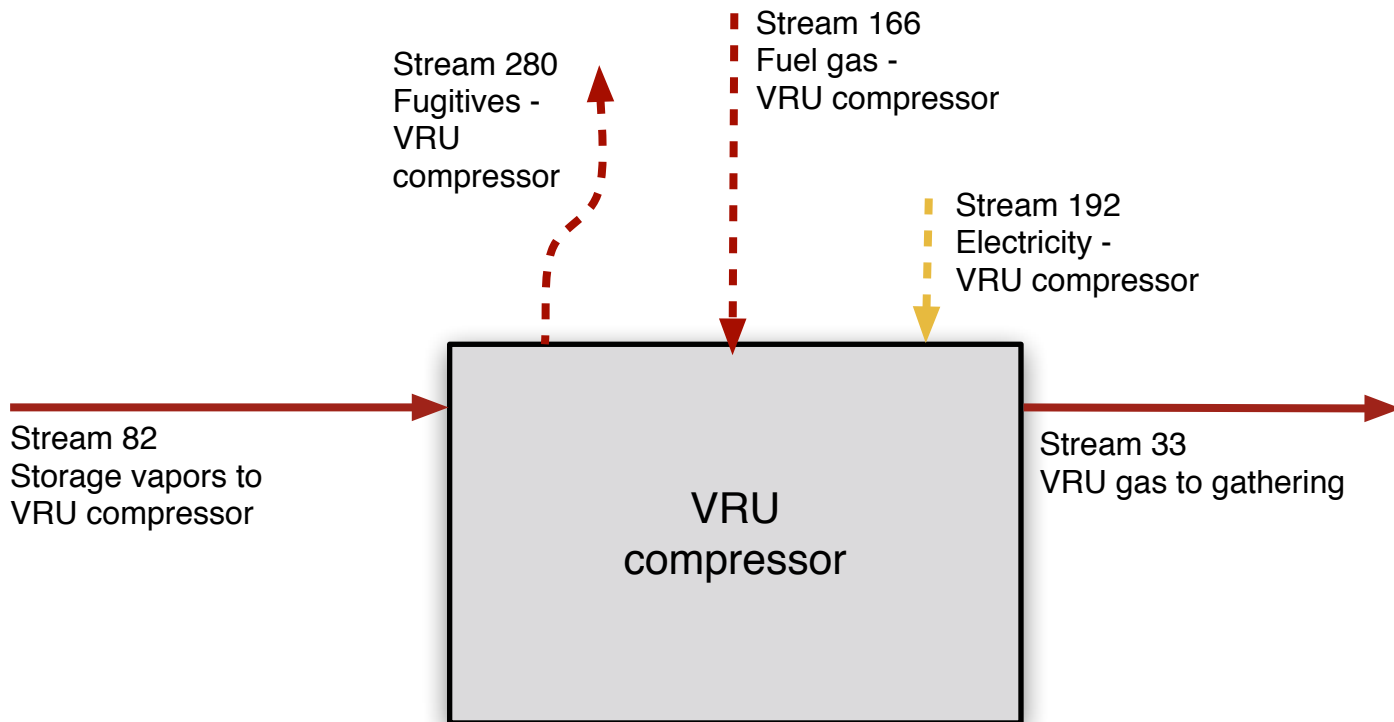 Stream 280
Fugitives -
VRU
compressor
Stream 166
Fuel gas -
VRU compressor
Stream 192
Electricity -
VRU compressor
Stream 82
Storage vapors to
VRU compressor
VRU
compressor
Stream 33
VRU gas to gathering